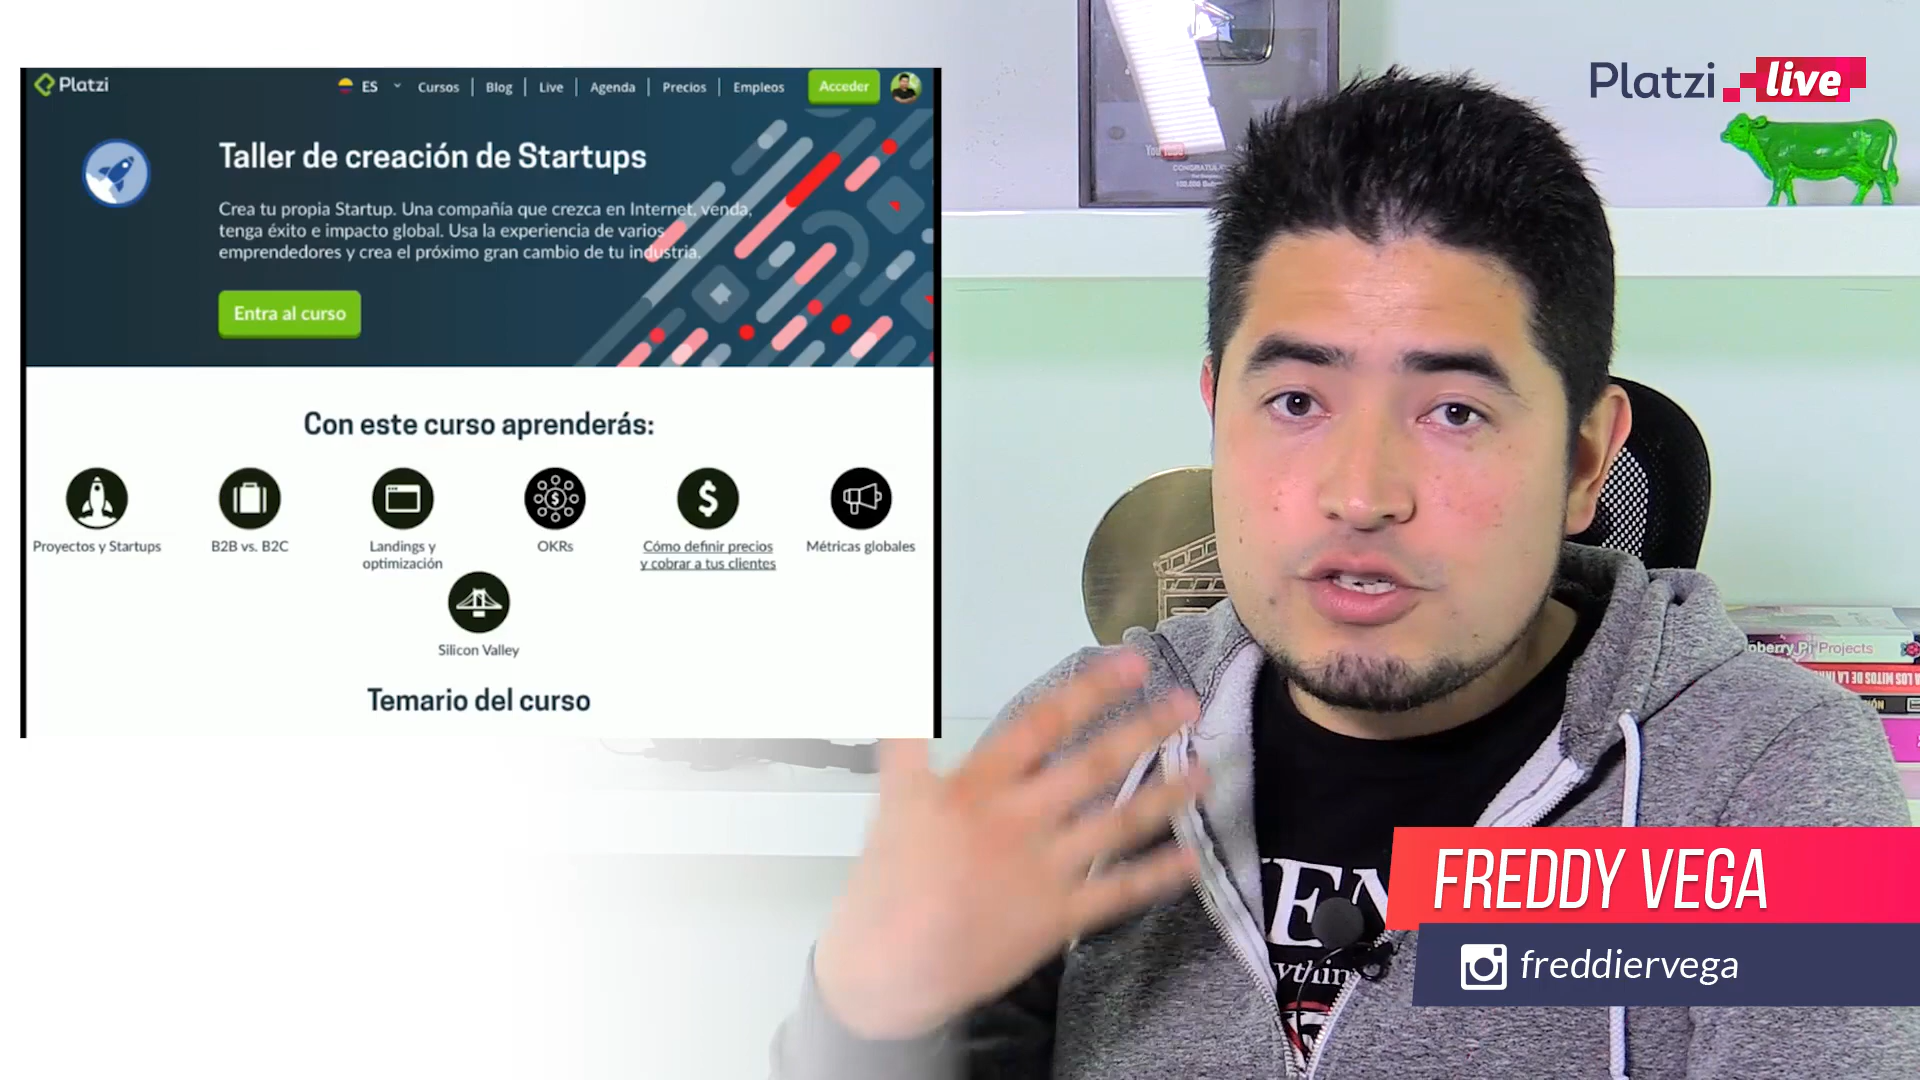 Platzi
ES
Cursos
Blog
Live
Agenda
Precios
Empleos
Acceder
Taller de creación de Startups
Crea tu propia Startup. Una compañía que crezca en Internet, venda,
tenga éxito e impacto global. Usa la experiencia de varios
emprendedores y crea el próximo gran cambio de tu industria.
Entra al curso
Con este curso aprenderás:
Proyectos y Startups
B2B vs. B2C
Landings y
optimización
OKRs
Cómo definir precios
y cobrar a tus clientes
Métricas globales
Silicon Valley
Temario del curso
Platzi live
Projects
FREDDY VEGA
freddiervega